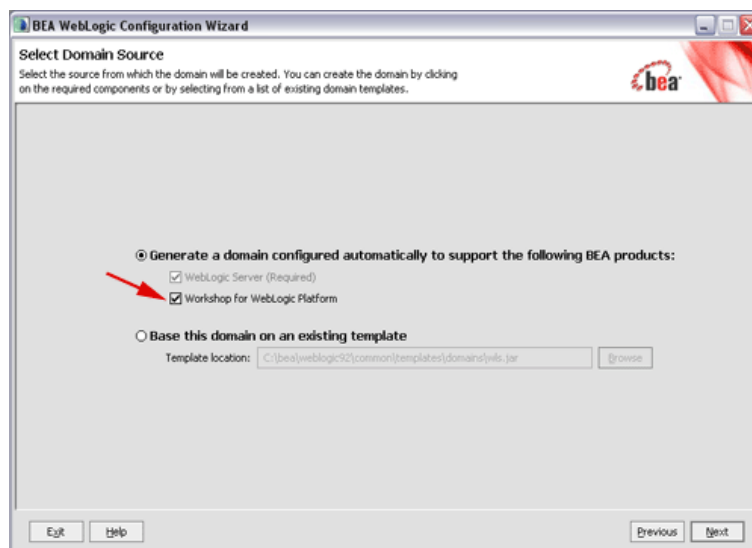 BEA WebLogic Configuration Wizard
Select Domain Source
Select the source from which the domain will be created. You can create the domain by clicking
on the required components or by selecting from a list of existing domain templates.
bea
Generate a domain configured automatically to support the following BEA products:
WebLogic Server (Required)
Workshop for WebLogic Platform
Base this domain on an existing template
Template location: C:\bea\weblogic92\common\templates\domains\wls.jar Browse
Exit Help Previous Next